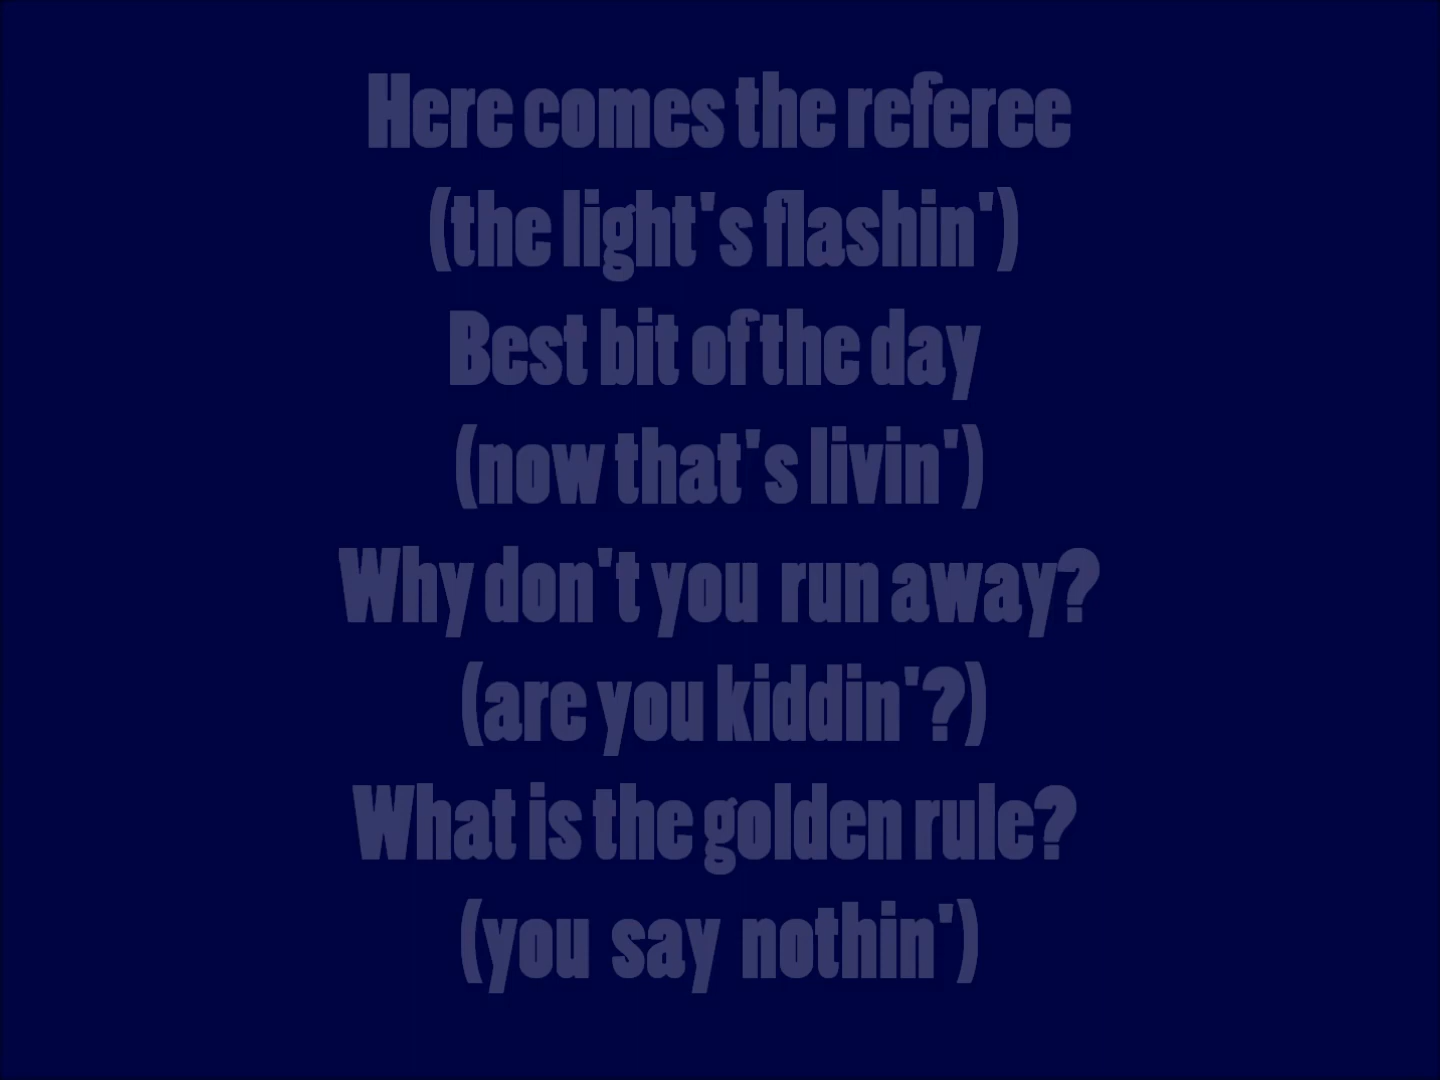 Here comes the referee
(the light's flashin')
Best bit of the day
(now that's livin')
Why don't you run away?
(are you kiddin'?)
What is the golden rule?
(you say nothin')